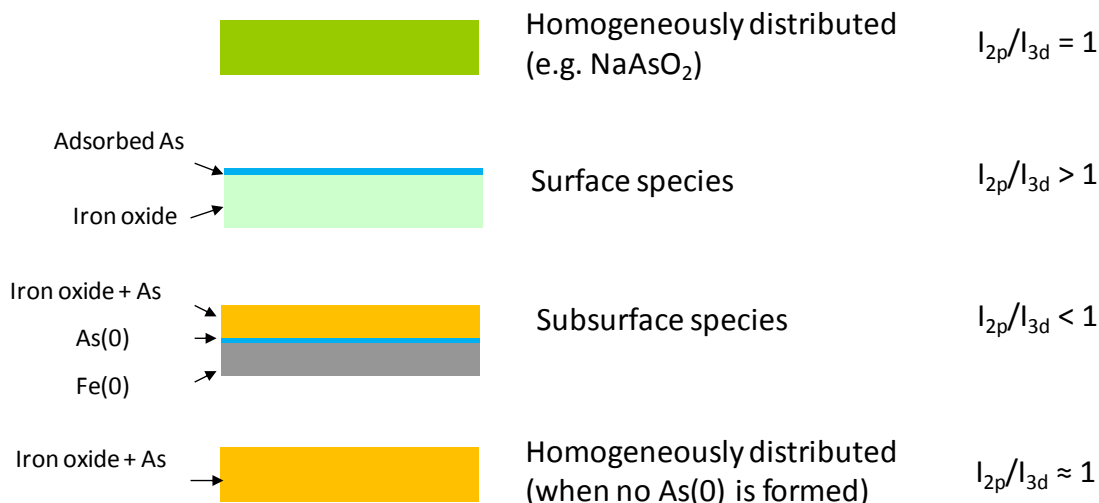 Homogeneously distributed
(e.g. NaAsO₂)
I₂ₚ/I₃d = 1
Adsorbed As
Iron oxide
Surface species
I₂ₚ/I₃d > 1
Iron oxide + As
As(0)
Fe(0)
Subsurface species
I₂ₚ/I₃d < 1
Iron oxide + As
Homogeneously distributed
(when no As(0) is formed)
I₂ₚ/I₃d ≈ 1